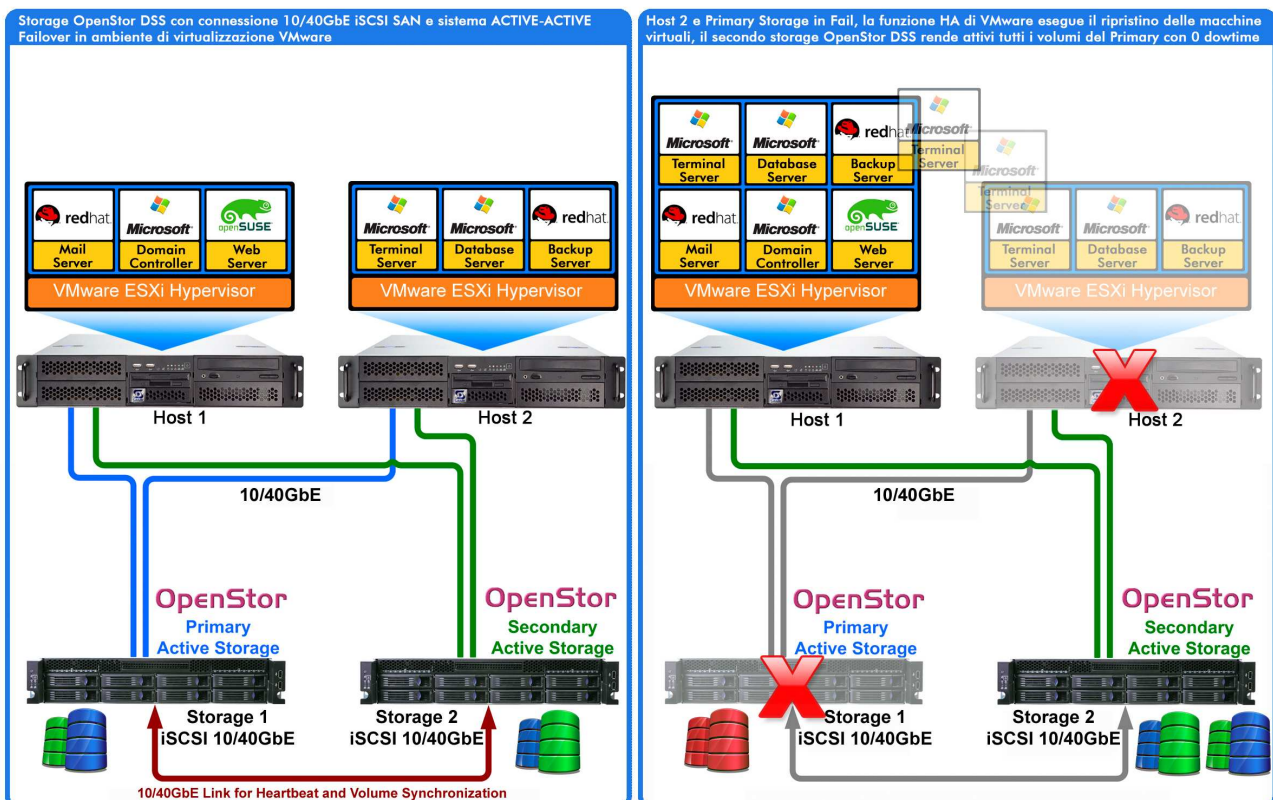 Storage OpenStor DSS con connessione 10/40GbE iSCSI SAN e sistema ACTIVE-ACTIVE
Failover in ambiente di virtualizzazione VMware
redhat.
Microsoft
openSUSE
Mail Server
Domain Controller
Web Server
VMware ESXi Hypervisor
Microsoft
Microsoft
redhat.
Terminal Server
Database Server
Backup Server
VMware ESXi Hypervisor
Host 1
Host 2
10/40GbE
OpenStor
Primary
Active Storage
OpenStor
Secondary
Active Storage
Storage 1
iSCSI 10/40GbE
Storage 2
iSCSI 10/40GbE
10/40GbE Link for Heartbeat and Volume Synchronization
Host 2 e Primary Storage in Fail, la funzione HA di VMware esegue il ripristino delle macchine
virtuali, il secondo storage OpenStor DSS rende attivi tutti i volumi del Primary con 0 dowtime
Microsoft
Microsoft
redhat
Terminal Server
Database Server
Backup Server
Microsoft
Terminal Server
Microsoft
Terminal Server
redhat.
Microsoft
openSUSE
Mail Server
Domain Controller
Web Server
VMware ESXi Hypervisor
Microsoft
Microsoft
redhat.
Terminal Server
Database Server
Backup Server
VMware ESXi Hypervisor
Host 1
Host 2
10/40GbE
OpenStor
Primary
Active Storage
OpenStor
Secondary
Active Storage
Storage 1
iSCSI 10/40GbE
Storage 2
iSCSI 10/40GbE